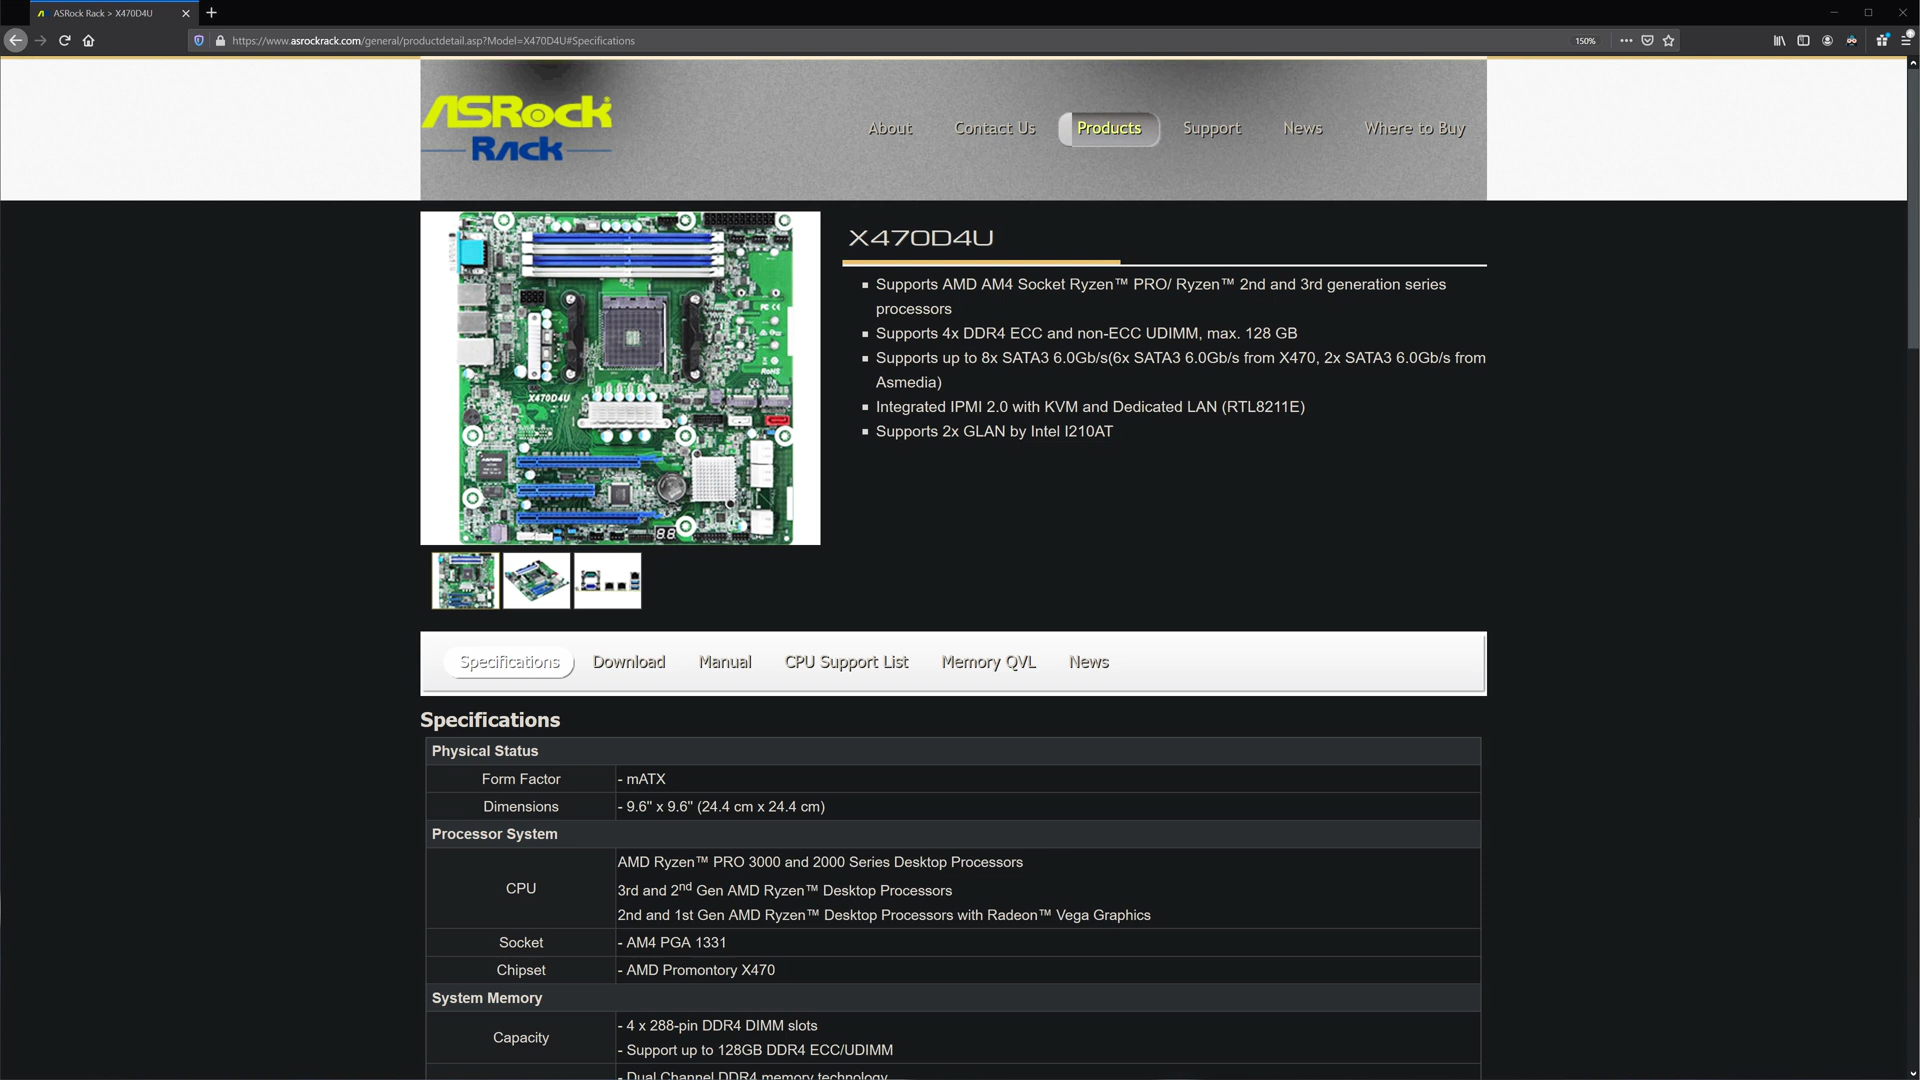 ASRock Rack > X470D4U
https://www.asrockrack.com/general/productdetail.asp?Model=X470D4U#Specifications
150%
ASRock
Rack
About
Contact Us
Products
Support
News
Where to Buy
X470D4U
Supports AMD AM4 Socket Ryzen™ PRO/ Ryzen™ 2nd and 3rd generation series
processors
Supports 4x DDR4 ECC and non-ECC UDIMM, max. 128 GB
Supports up to 8x SATA3 6.0Gb/s(6x SATA3 6.0Gb/s from X470, 2x SATA3 6.0Gb/s from
Asmedia)
Integrated IPMI 2.0 with KVM and Dedicated LAN (RTL8211E)
Supports 2x GLAN by Intel I210AT
RoHS
X470D4U
88
Specifications
Download
Manual
CPU Support List
Memory QVL
News
Specifications
Physical Status
Form Factor
- mATX
Dimensions
- 9.6" x 9.6" (24.4 cm x 24.4 cm)
Processor System
CPU
AMD Ryzen™ PRO 3000 and 2000 Series Desktop Processors
3rd and 2nd Gen AMD Ryzen™ Desktop Processors
2nd and 1st Gen AMD Ryzen™ Desktop Processors with Radeon™ Vega Graphics
Socket
- AM4 PGA 1331
Chipset
- AMD Promontory X470
System Memory
Capacity
- 4 x 288-pin DDR4 DIMM slots
- Support up to 128GB DDR4 ECC/UDIMM
- Dual Channel DDR4 memory technology